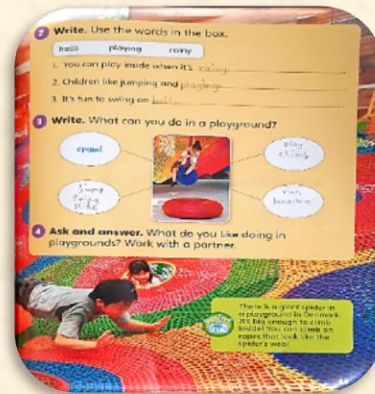 2 Write. Use the words in the box.
balls playing rainy
1. You can play inside when it's rainy.
2. Children like jumping and playing.
3. It's fun to swing on balls.
3 Write. What can you do in a playground?
crawl
play
climb
jump
swing
slide
run
bounce
4 Ask and answer. What do you like doing in
playgrounds? Work with a partner.
There is a giant spider in
a playground in Denmark.
It's big enough to climb
inside! You can climb on
ropes that look like the
spider's web!